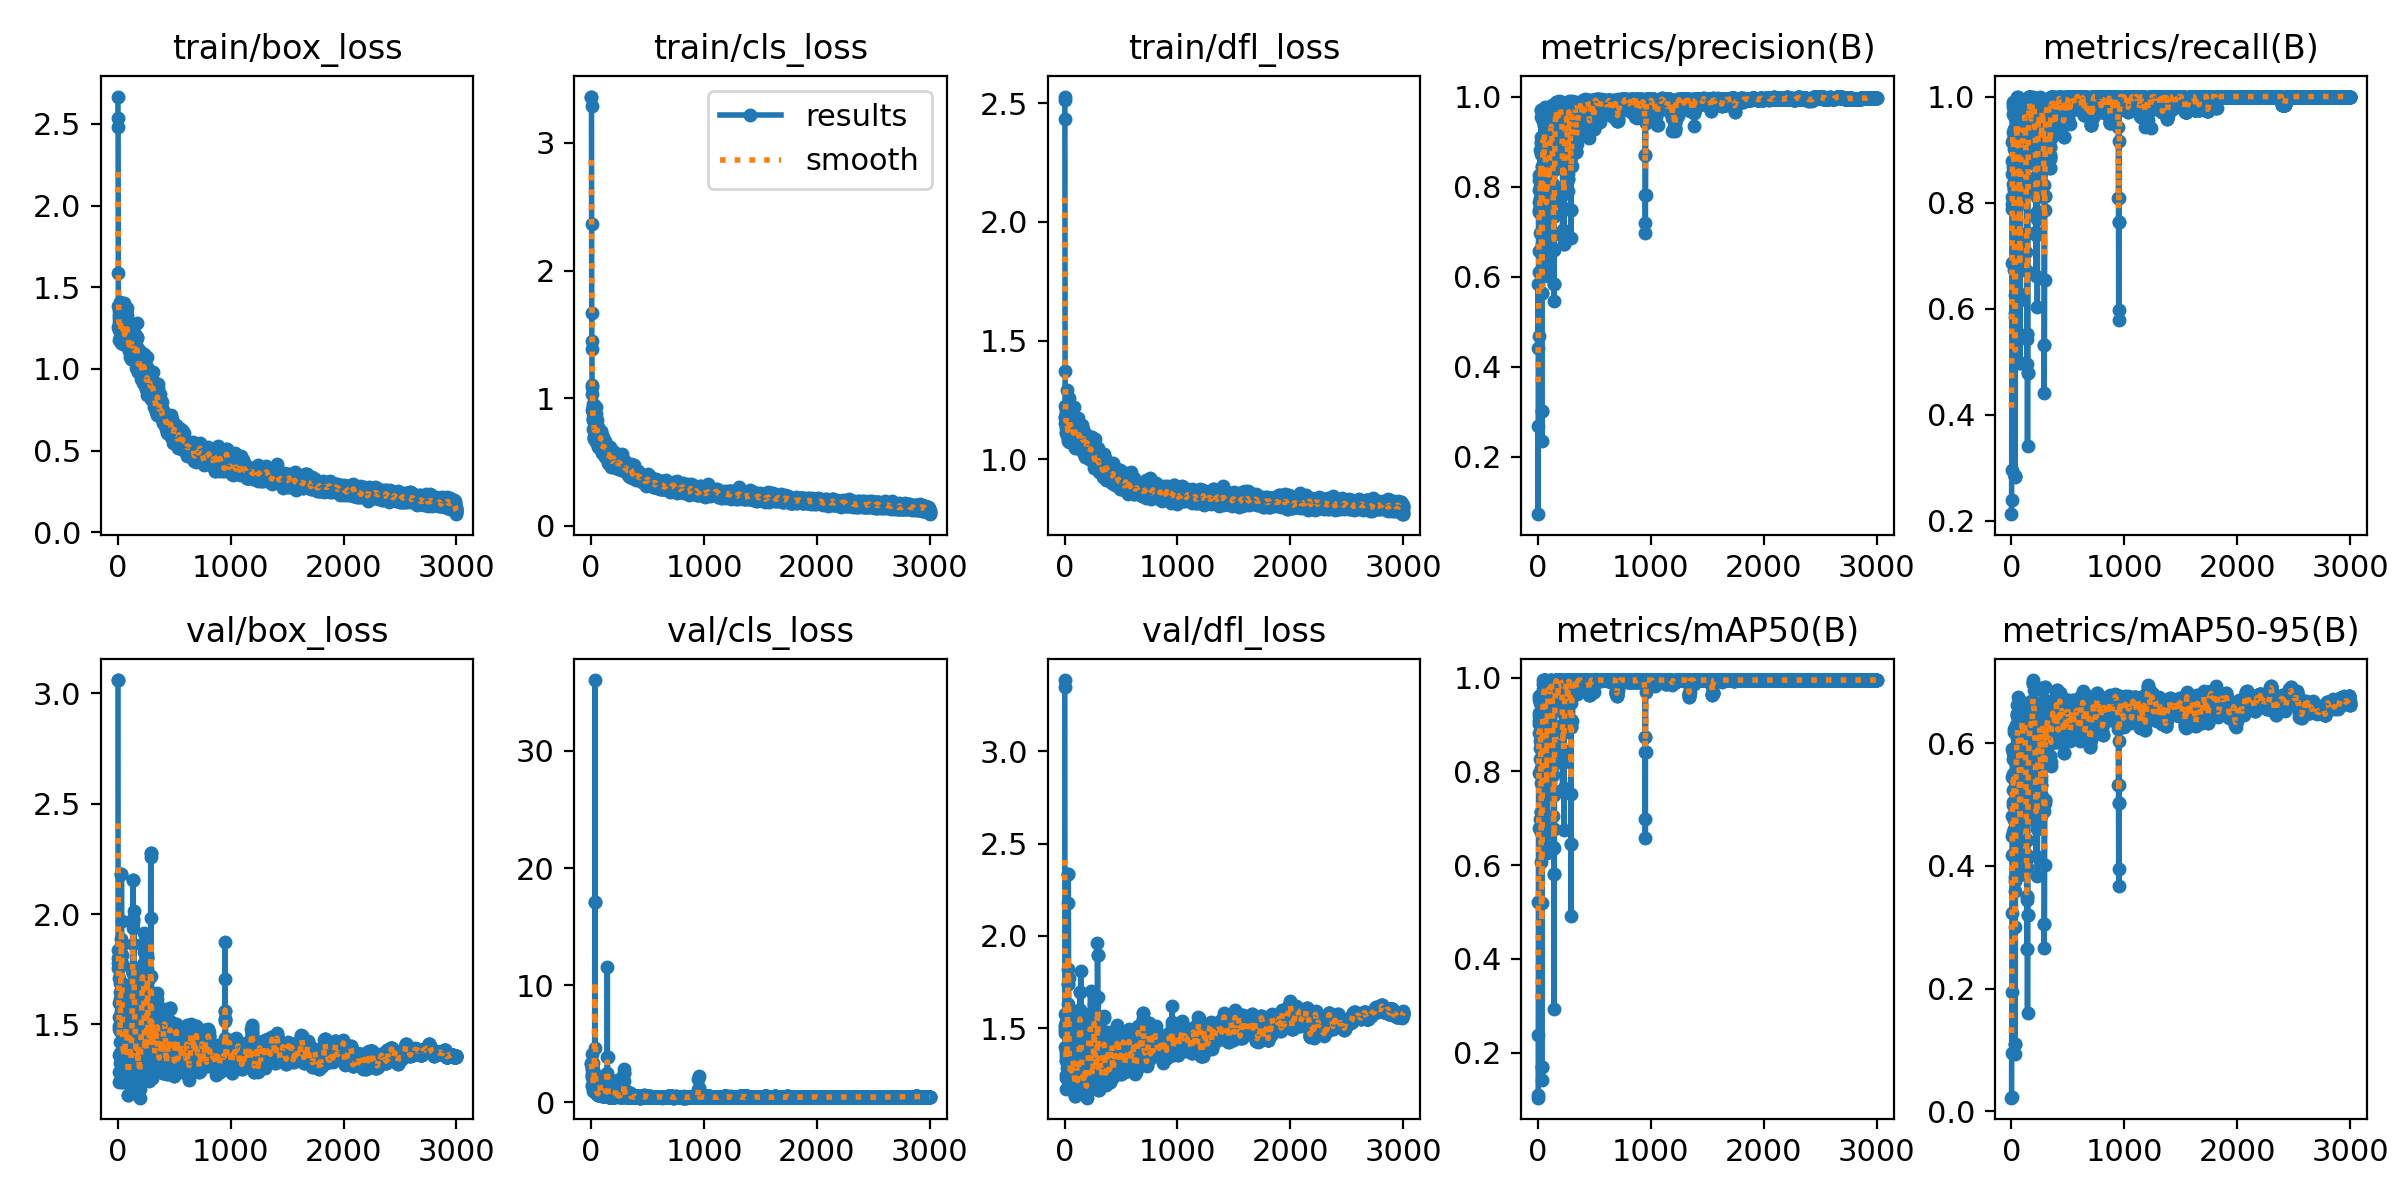 train/box_loss
train/cls_loss
train/dfl_loss
metrics/precision(B)
metrics/recall(B)
2.5
2.0
1.5
1.0
0.5
0.0
0 1000 2000 3000
3
2
1
0
results
smooth
0 1000 2000 3000
2.5
2.0
1.5
1.0
0 1000 2000 3000
1.0
0.8
0.6
0.4
0.2
0 1000 2000 3000
1.0
0.8
0.6
0.4
0.2
0 1000 2000 3000
val/box_loss
val/cls_loss
val/dfl_loss
metrics/mAP50(B)
metrics/mAP50-95(B)
3.0
2.5
2.0
1.5
0 1000 2000 3000
30
20
10
0
0 1000 2000 3000
3.0
2.5
2.0
1.5
0 1000 2000 3000
1.0
0.8
0.6
0.4
0.2
0 1000 2000 3000
0.6
0.4
0.2
0.0
0 1000 2000 3000